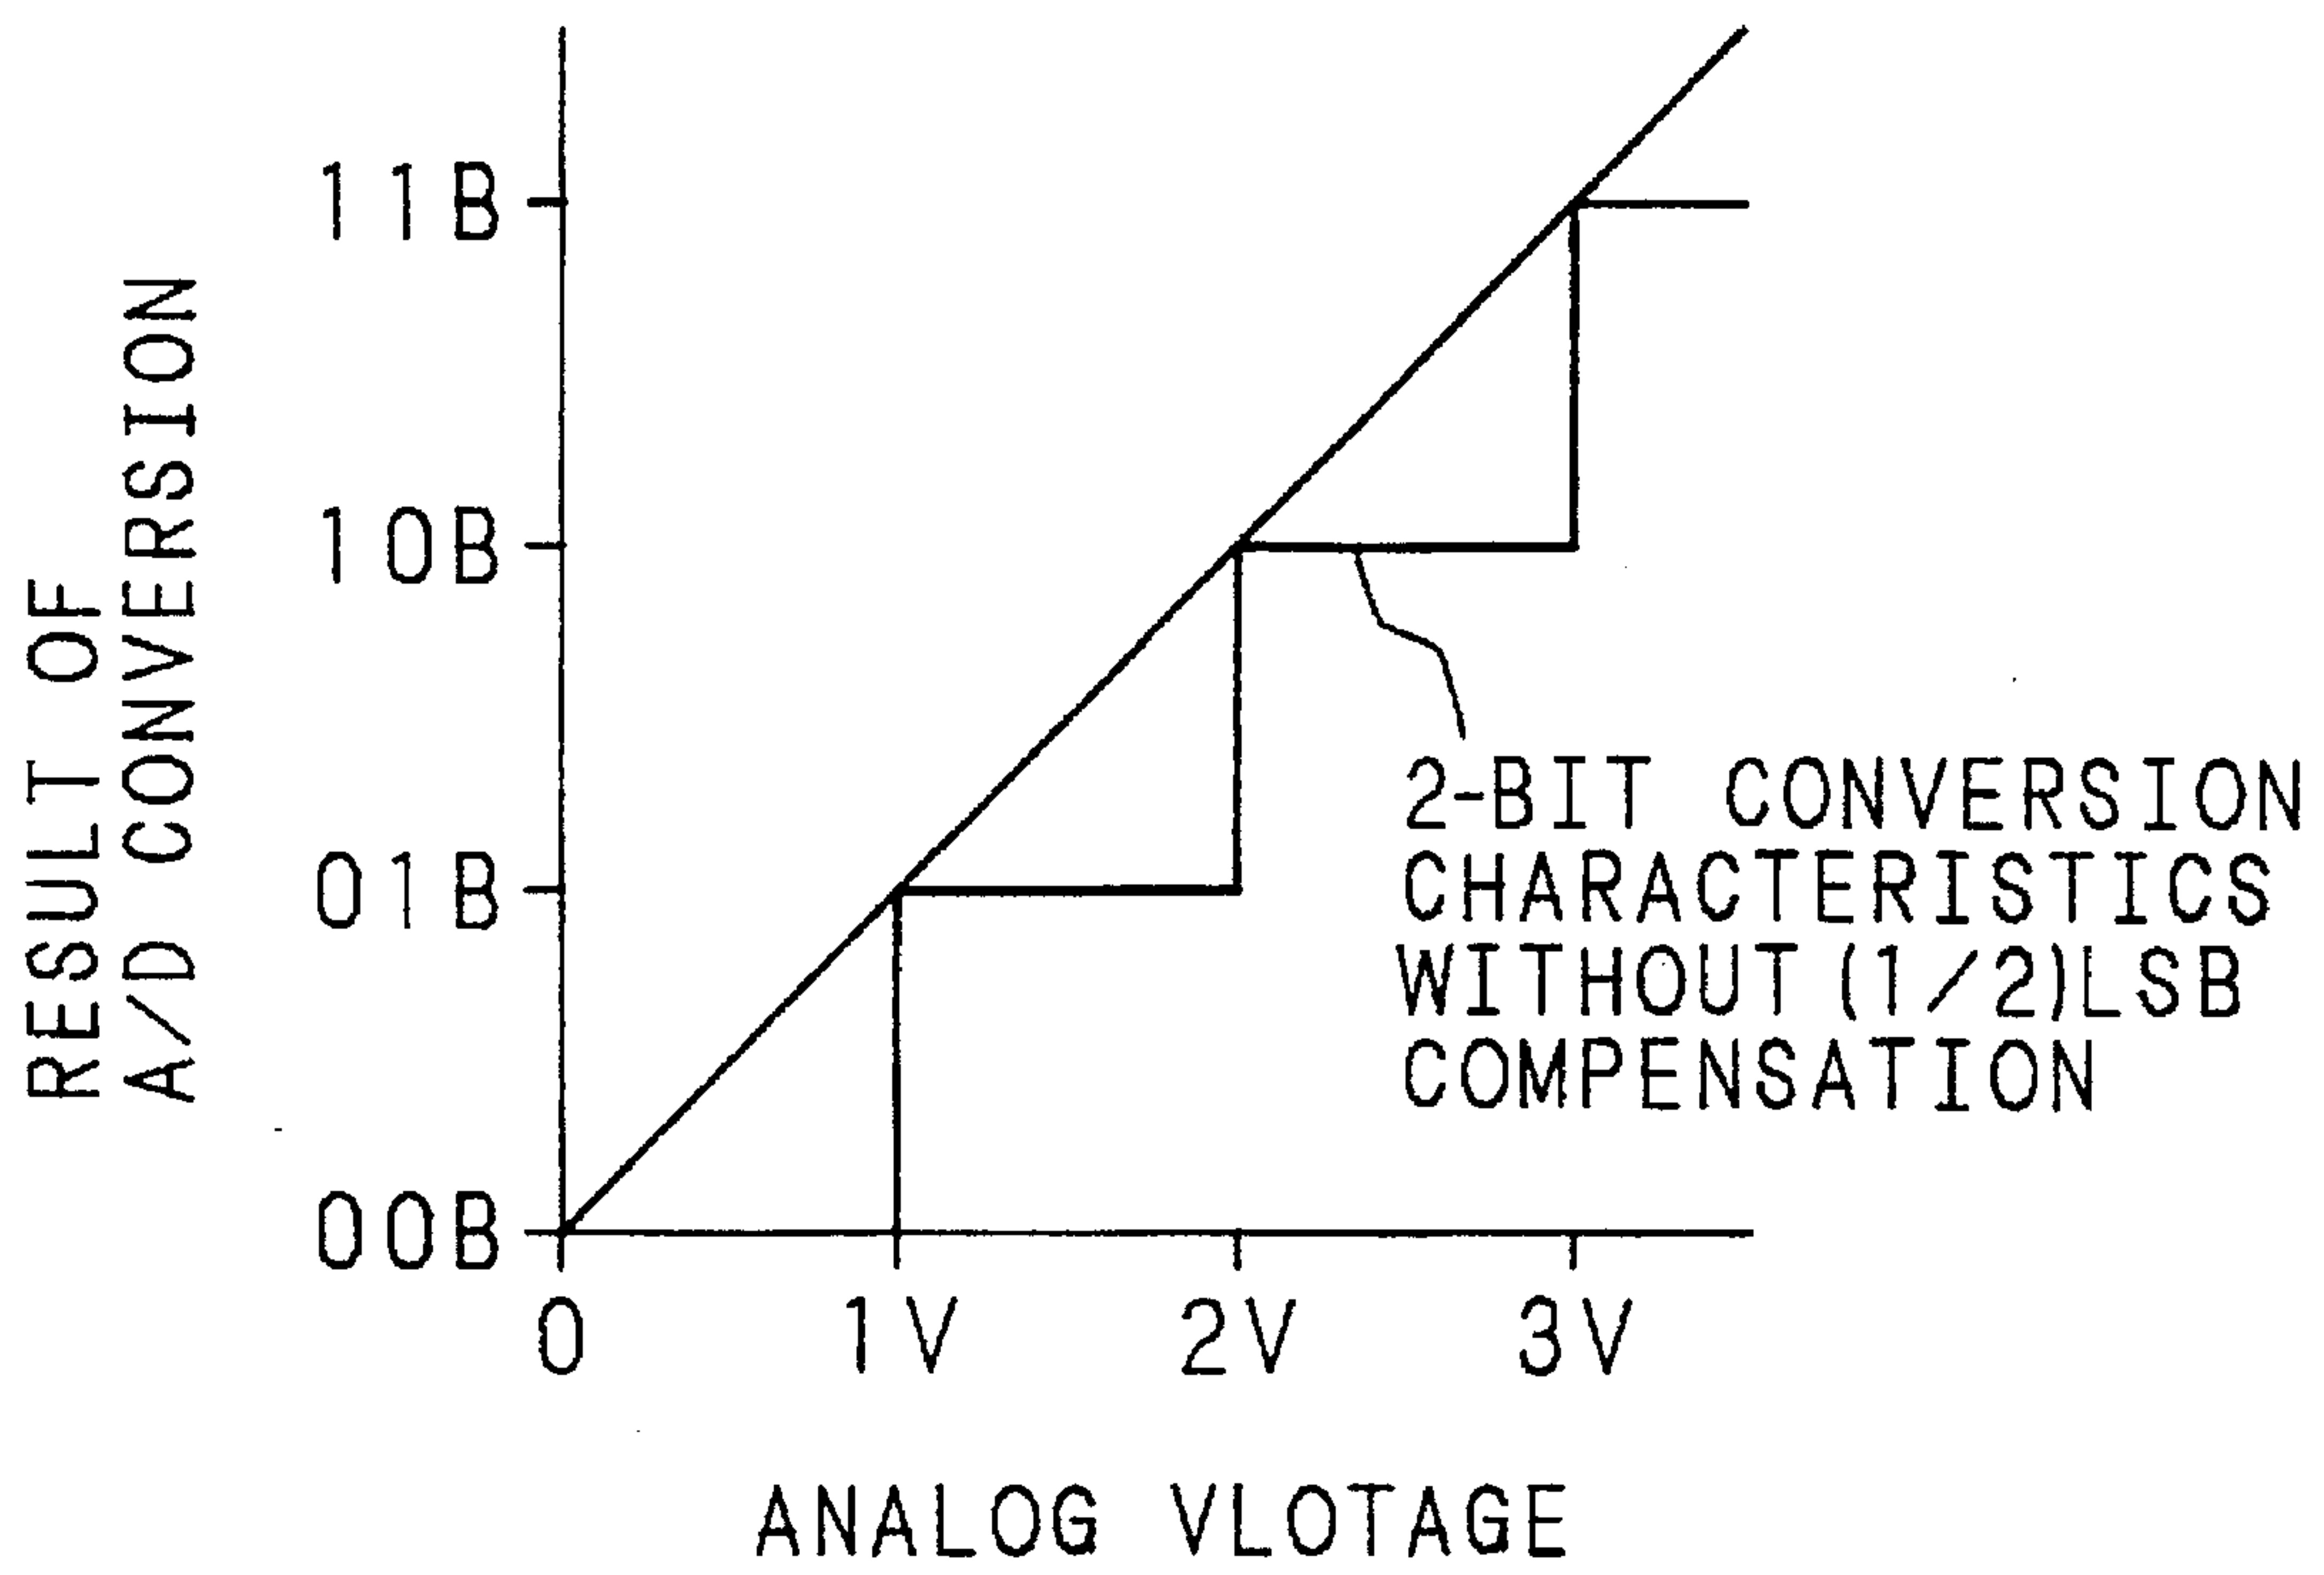 RESULT OF
A/D CONVERSION
11B
10B
01B
00B
0 1V 2V 3V
ANALOG VLOTAGE
2-BIT CONVERSION
CHARACTERISTICS
WITHOUT(1/2)LSB
COMPENSATION